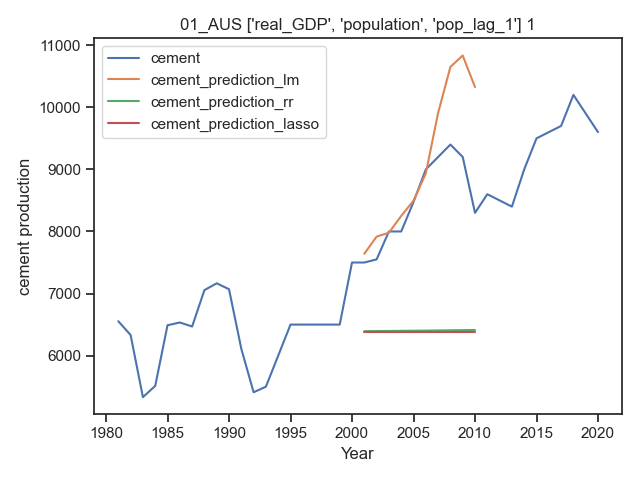 01_AUS ['real_GDP', 'population', 'pop_lag_1'] 1
cement
cement_prediction_lm
cement_prediction_rr
cement_prediction_lasso
cement production
11000
10000
9000
8000
7000
6000
1980 1985 1990 1995 2000 2005 2010 2015 2020
Year